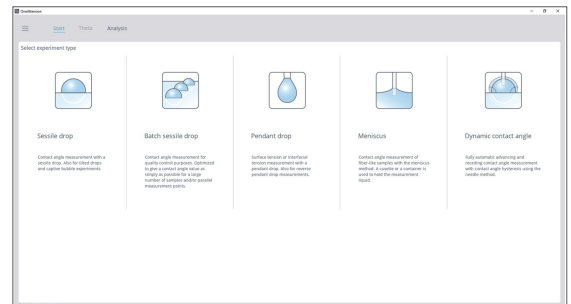 OneAttension
Start Theta Analysis
Select experiment type
Sessile drop
Contact angle measurement with a
sessile drop. Also for tilted drops
and captive bubble experiments.
Batch sessile drop
Contact angle measurement for
quality control purposes. Optimized
to give a contact angle value as
simply as possible for a large
number of samples and/or parallel
measurement points.
Pendant drop
Surface tension or interfacial
tension measurement with a
pendant drop. Also for reverse
pendant drop measurements.
Meniscus
Contact angle measurement of
fiber-like samples with the meniscus
method. A cuvette or a container is
used to hold the measurement
liquid.
Dynamic contact angle
Fully automatic advancing and
receding contact angle measurement
with contact angle hysteresis using the
needle method.